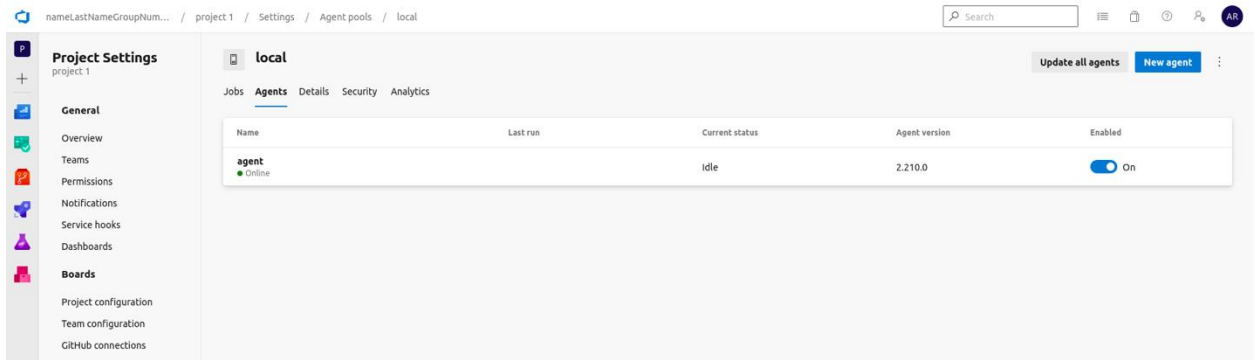 nameLastNameGroupNum... / project 1 / Settings / Agent pools / local
Search
AR
P
Project Settings
project 1
General
Overview
Teams
Permissions
Notifications
Service hooks
Dashboards
Boards
Project configuration
Team configuration
GitHub connections
local
Update all agents
New agent
Jobs Agents Details Security Analytics
Name Last run Current status Agent version Enabled
agent Idle 2.210.0 On
Online